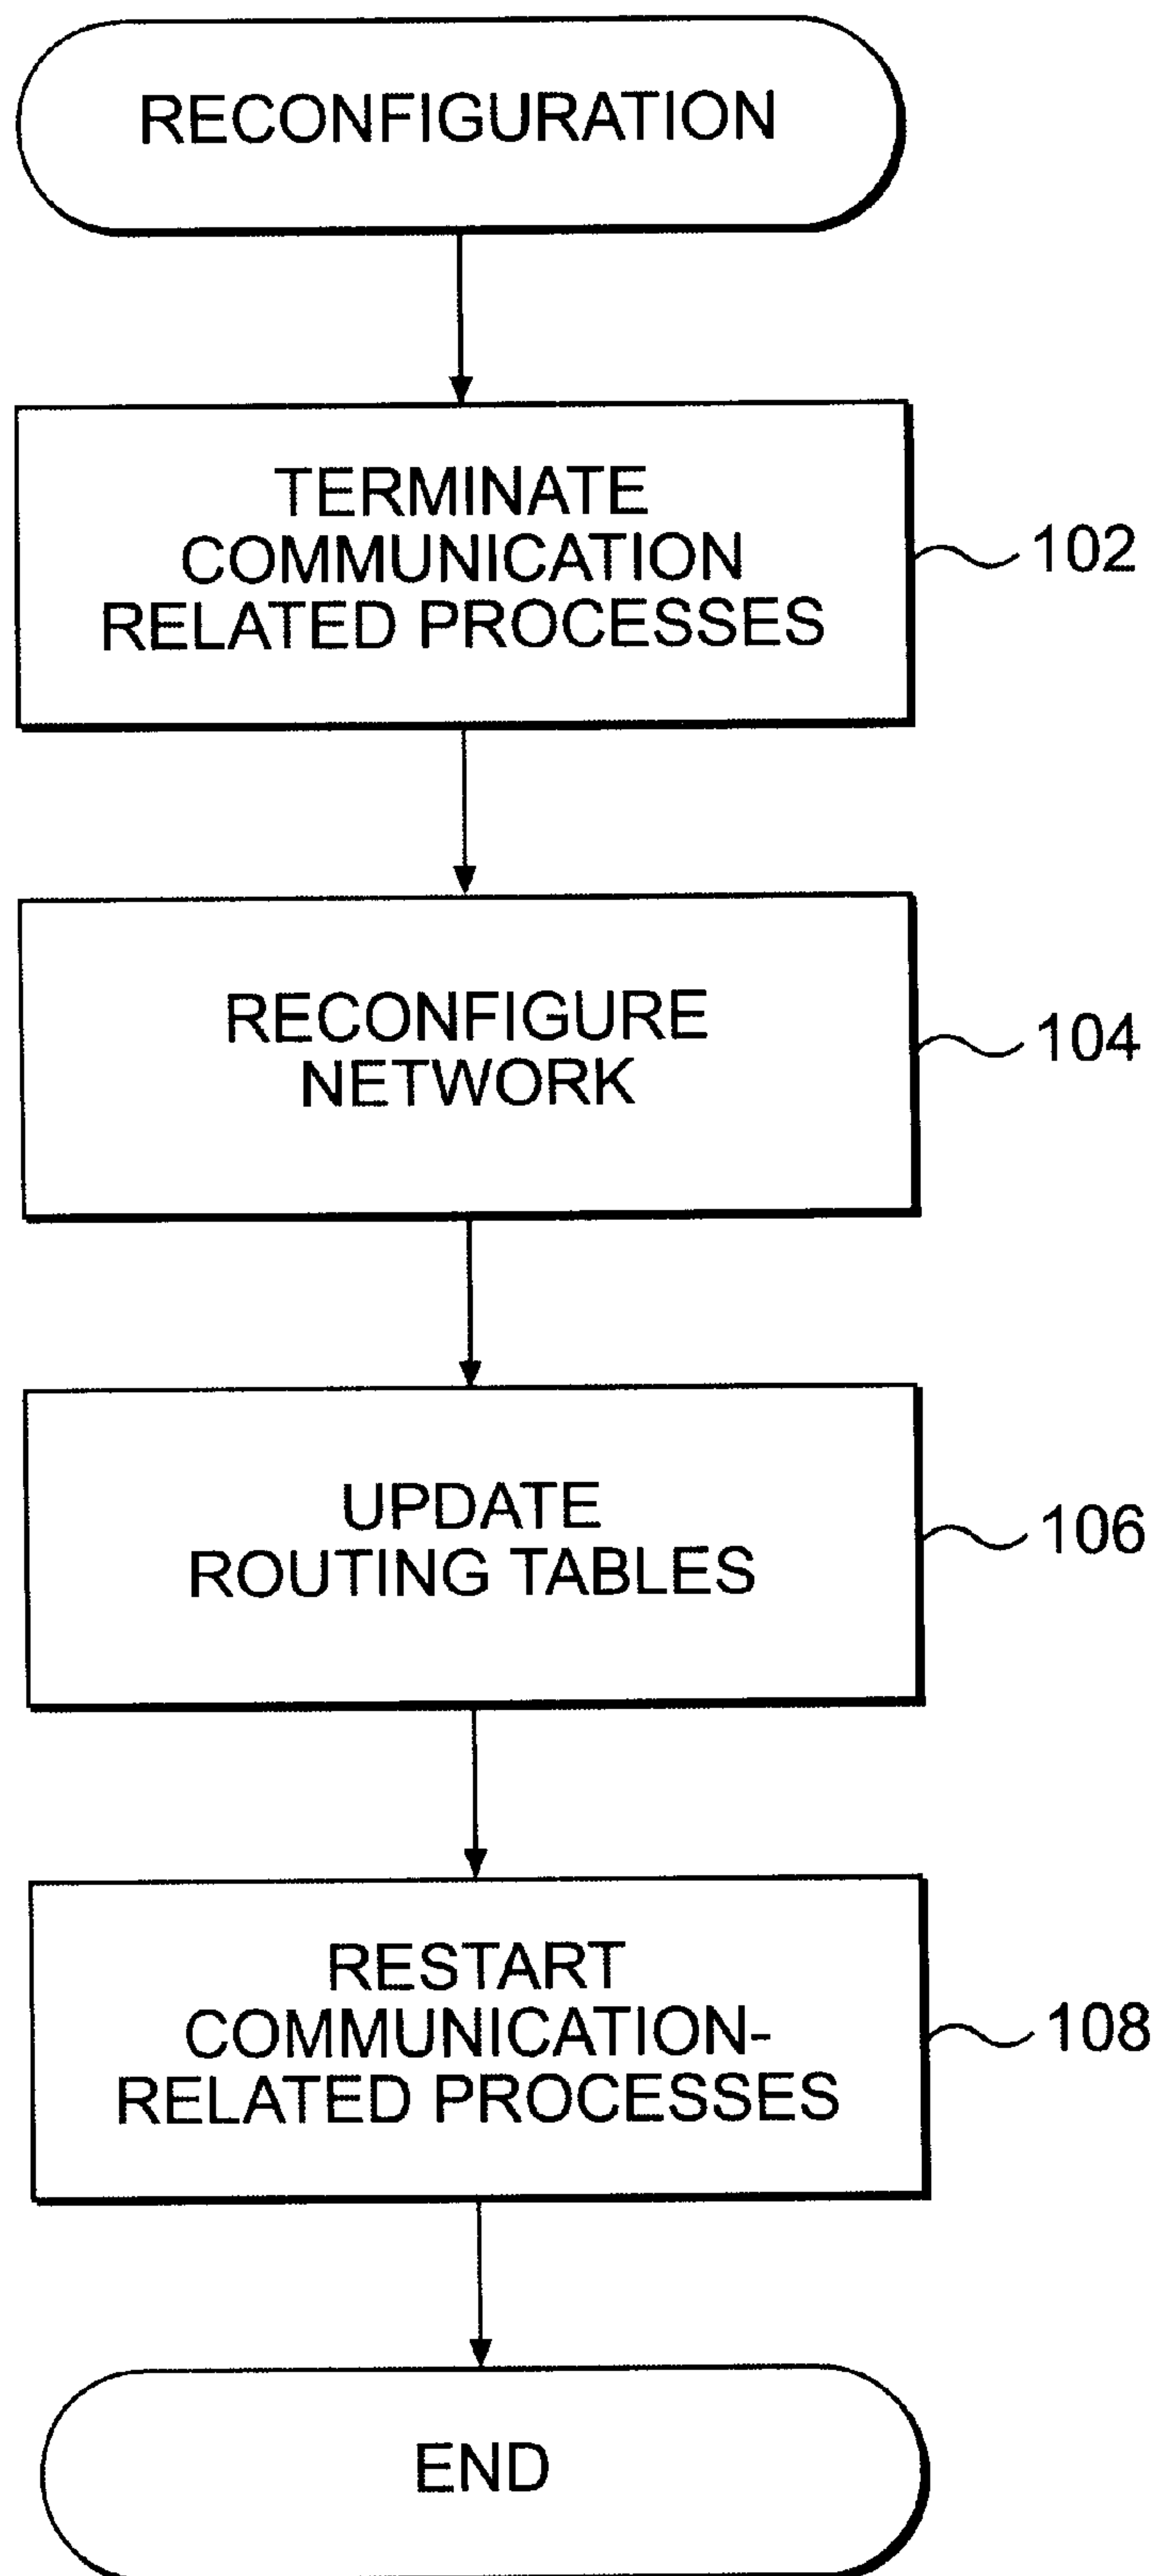 RECONFIGURATION
TERMINATE
COMMUNICATION
RELATED PROCESSES
102
RECONFIGURE
NETWORK
104
UPDATE
ROUTING TABLES
106
RESTART
COMMUNICATION-
RELATED PROCESSES
108
END